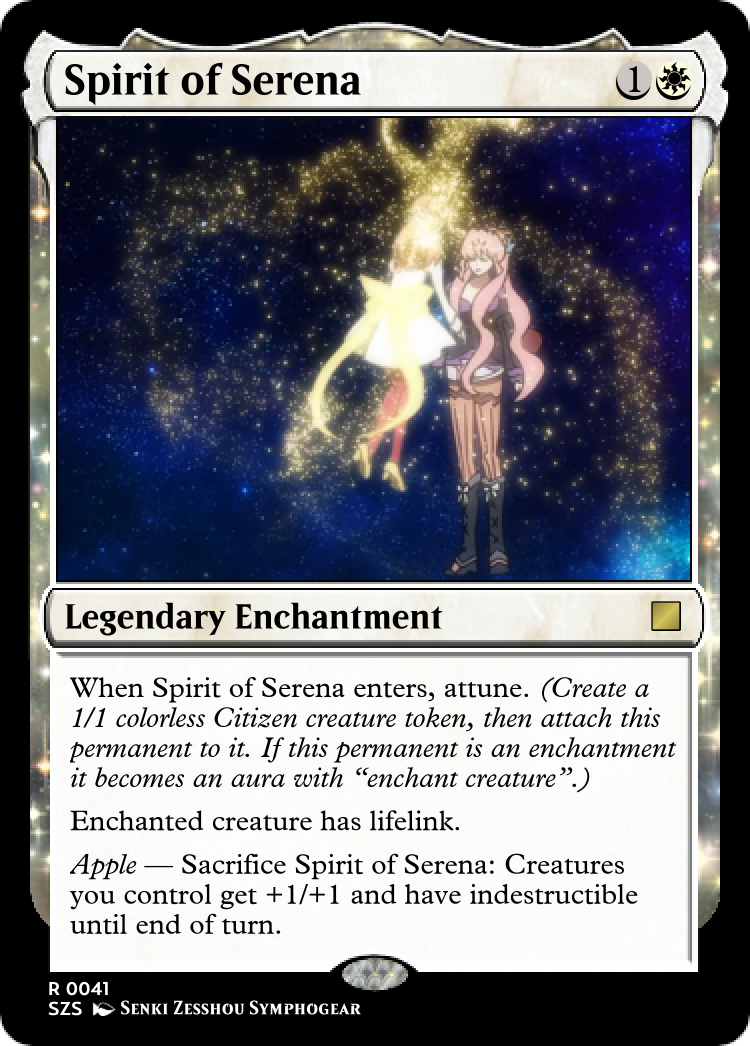 Spirit of Serena 1
Legendary Enchantment
When Spirit of Serena enters, attune. (Create a
1/1 colorless Citizen creature token, then attach this
permanent to it. If this permanent is an enchantment
it becomes an aura with “enchant creature”.)
Enchanted creature has lifelink.
Apple — Sacrifice Spirit of Serena: Creatures
you control get +1/+1 and have indestructible
until end of turn.
R 0041
SZS Senki Zesshou Symphogear